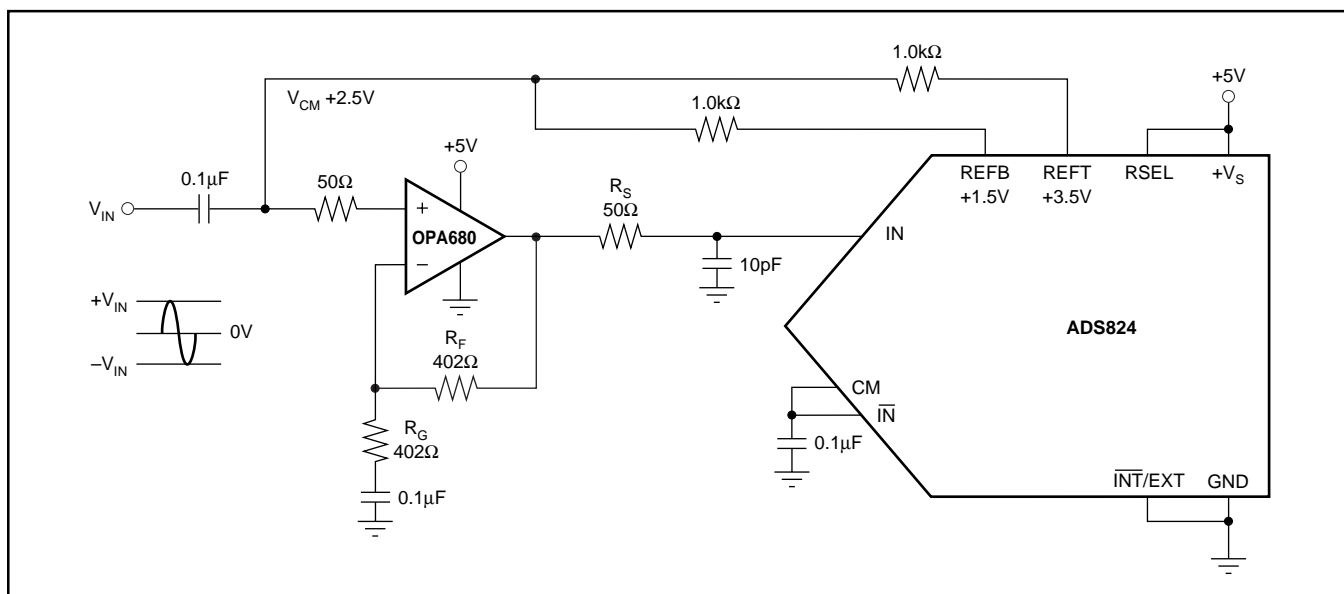 1.0kΩ
+5V
V_CM +2.5V
1.0kΩ
+5V
0.1μF
50Ω
R_S
50Ω
REFB
+1.5V
REFT
+3.5V
RSEL
+V_S
V_IN
+
OPA680
–
IN
10pF
+V_IN
0V
–V_IN
ADS824
R_F
402Ω
CM
I̅N̅
R_G
402Ω
0.1μF
0.1μF
I̅N̅T̅/EXT
GND